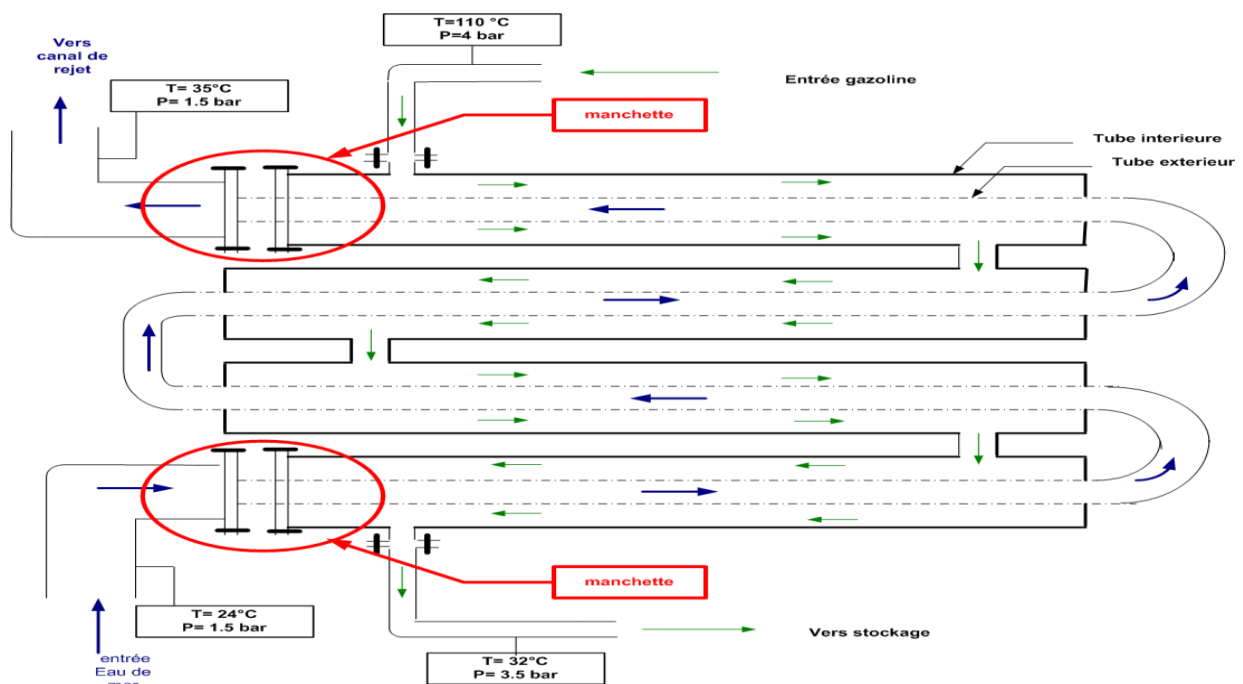 T=110 °C
P=4 bar
Vers
canal de
rejet
T= 35°C
P= 1.5 bar
Entrée gazoline
manchette
Tube interieure
Tube exterieur
manchette
T= 24°C
P= 1.5 bar
Vers stockage
entrée
Eau de
T= 32°C
P= 3.5 bar